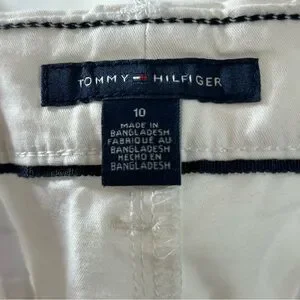 TOMMY HILFIGER
10
MADE IN
BANGLADESH
FABRIQUÉ AU
BANGLADESH
HECHO EN
BANGLADESH